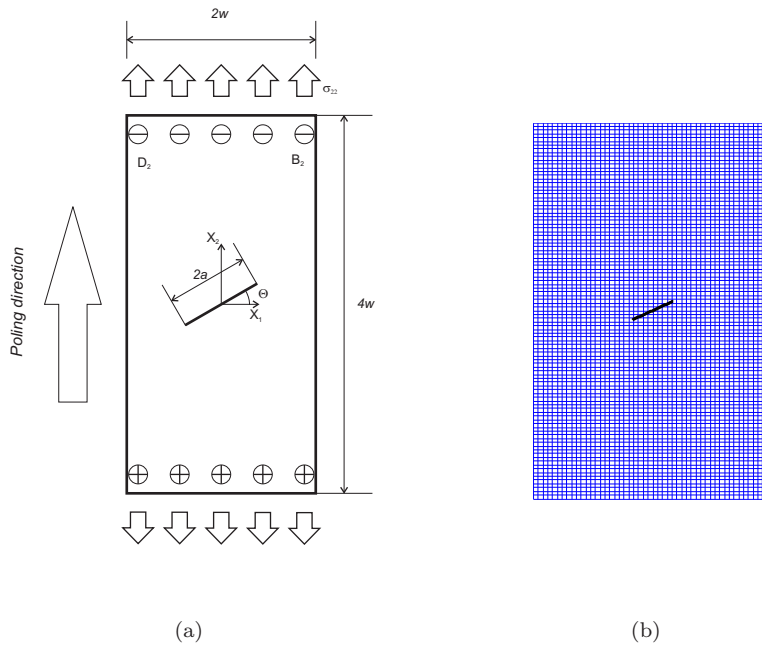 2w
σ22
D2
B2
X2
2a
Θ
X1
4w
Poling direction
(a)
(b)